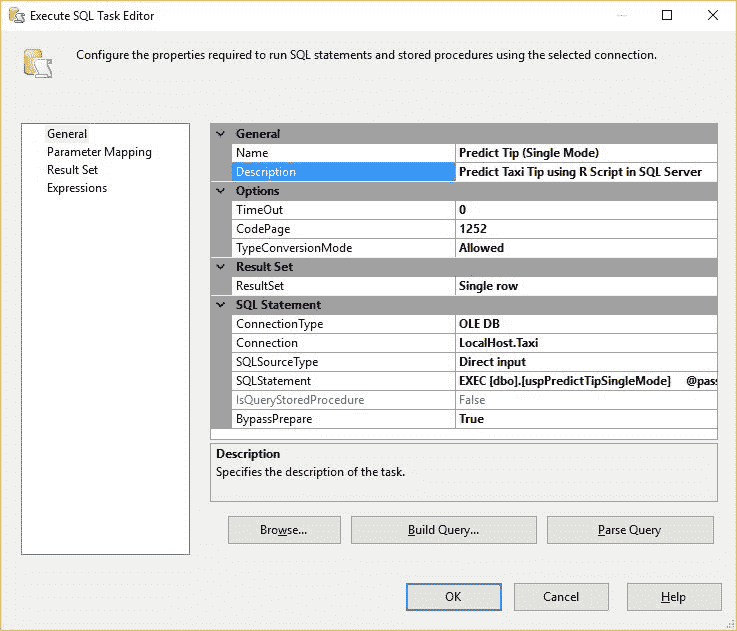 Execute SQL Task Editor
Configure the properties required to run SQL statements and stored procedures using the selected connection.
General
Parameter Mapping
Result Set
Expressions
General
Name Predict Tip (Single Mode)
Description Predict Taxi Tip using R Script in SQL Server
Options
TimeOut 0
CodePage 1252
TypeConversionMode Allowed
Result Set
ResultSet Single row
SQL Statement
ConnectionType OLE DB
Connection LocalHost.Taxi
SQLSourceType Direct input
SQLStatement EXEC [dbo].[uspPredictTipSingleMode] @pas
IsQueryStoredProcedure False
BypassPrepare True
Description
Specifies the description of the task.
Browse... Build Query... Parse Query
OK Cancel Help